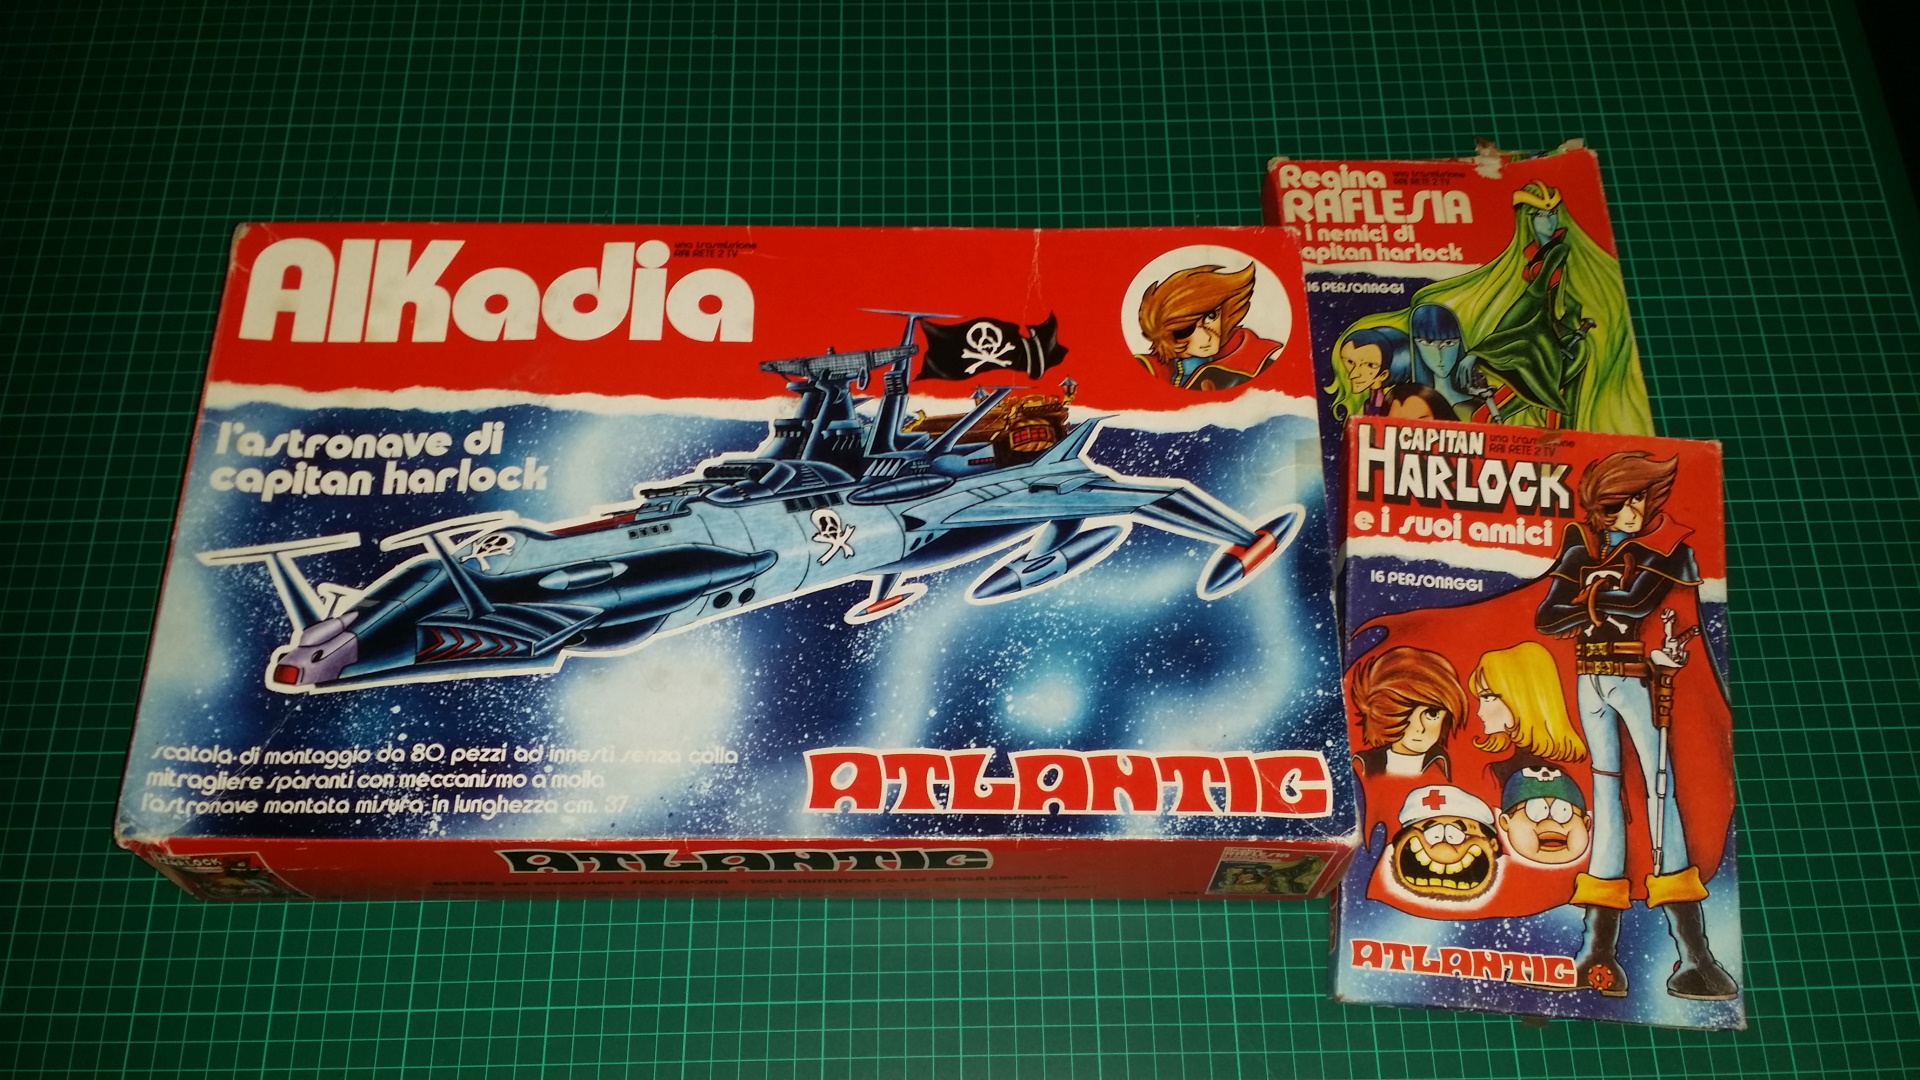 AlKadia
una trasmissione
RAI RETE 2 TV
l'astronave di
capitan harlock
scatola di montaggio da 80 pezzi ad innesti senza colla
mitragliere sparanti con meccanismo a molla
l'astronave montata misura in lunghezza cm. 37
ATLANTIC
HARLOCK
ATLANTIC
Regina
una trasmissione
RAI RETE 2 TV
RAFLESIA
e i nemici di
capitan harlock
16 PERSONAGGI
CAPITAN
HARLOCK
una trasmissione
RAI RETE 2 TV
e i suoi amici
16 PERSONAGGI
ATLANTIC